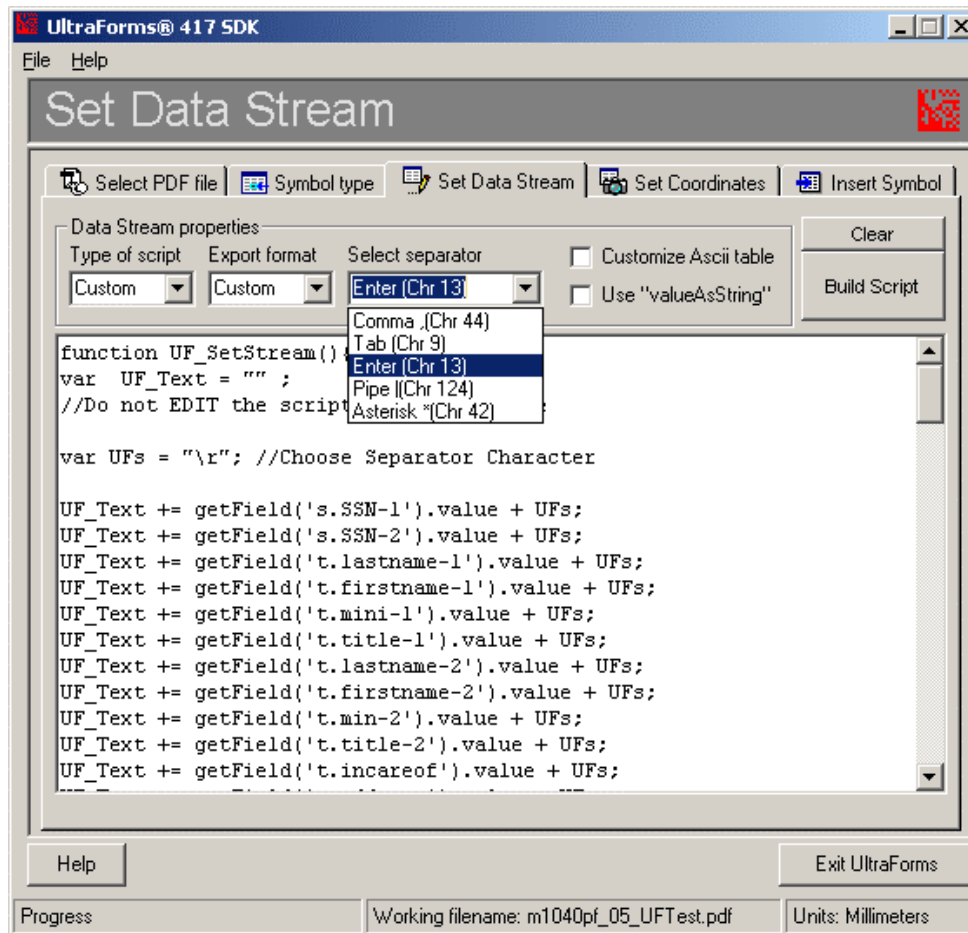 UltraForms® 417 SDK
File Help
Set Data Stream
Select PDF file Symbol type Set Data Stream Set Coordinates Insert Symbol
Data Stream properties
Type of script Export format Select separator
Customize Ascii table
Clear
Custom Custom Enter (Chr 13)
Use "valueAsString"
Build Script
Comma ,(Chr 44)
Tab (Chr 9)
Enter (Chr 13)
Pipe |(Chr 124)
Asterisk *(Chr 42)
function UF_SetStream()
var UF_Text = "" ;
//Do not EDIT the script ;
var UFs = "\r"; //Choose Separator Character
UF_Text += getField('s.SSN-1').value + UFs;
UF_Text += getField('s.SSN-2').value + UFs;
UF_Text += getField('t.lastname-1').value + UFs;
UF_Text += getField('t.firstname-1').value + UFs;
UF_Text += getField('t.mini-1').value + UFs;
UF_Text += getField('t.title-1').value + UFs;
UF_Text += getField('t.lastname-2').value + UFs;
UF_Text += getField('t.firstname-2').value + UFs;
UF_Text += getField('t.min-2').value + UFs;
UF_Text += getField('t.title-2').value + UFs;
UF_Text += getField('t.incareof').value + UFs;
Help
Exit UltraForms
Progress
Working filename: m1040pf_05_UFTest.pdf
Units: Millimeters